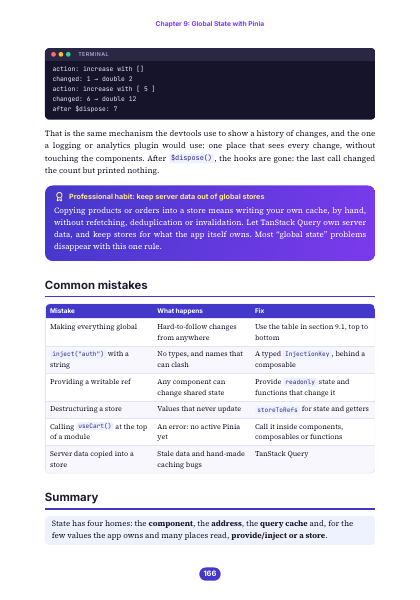 Chapter 9: Global State with Pinia
TERMINAL
action: increase with []
changed: 1 → double 2
action: increase with [ 5 ]
changed: 6 → double 12
after $dispose: 7
That is the same mechanism the devtools use to show a history of changes, and the one
a logging or analytics plugin would use: one place that sees every change, without
touching the components. After $dispose(), the hooks are gone: the last call changed
the count but printed nothing.
Professional habit: keep server data out of global stores
Copying products or orders into a store means writing your own cache, by hand,
without refetching, deduplication or invalidation. Let TanStack Query own server
data, and keep stores for what the app itself owns. Most “global state” problems
disappear with this one rule.
Common mistakes
Mistake What happens Fix
Making everything global
Hard-to-follow changes
from anywhere
Use the table in section 9.1, top to
bottom
inject("auth") with a
string
No types, and names that
can clash
A typed InjectionKey, behind a
composable
Providing a writable ref
Any component can
change shared state
Provide readonly state and
functions that change it
Destructuring a store
Values that never update
storeToRefs for state and getters
Calling useCart() at the top
of a module
An error: no active Pinia
yet
Call it inside components,
composables or functions
Server data copied into a
store
Stale data and hand-made
caching bugs
TanStack Query
Summary
State has four homes: the component, the address, the query cache and, for the
few values the app owns and many places read, provide/inject or a store.
166